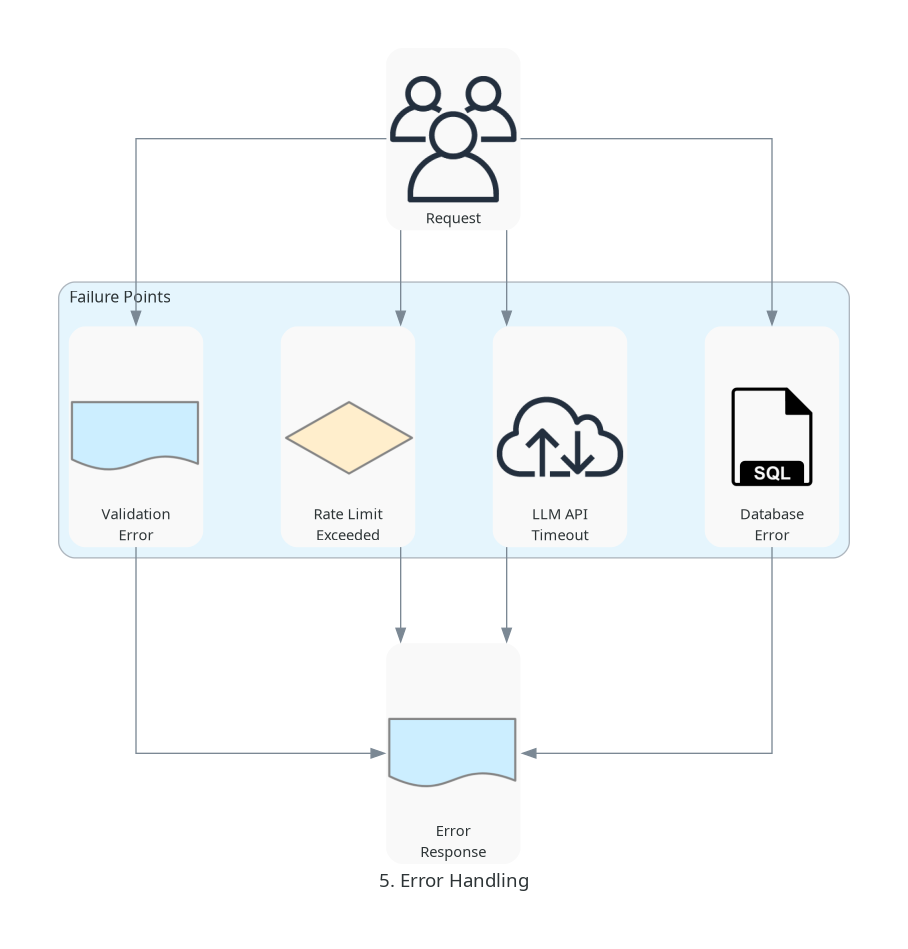 Request
Failure Points
Validation
Error
Rate Limit
Exceeded
LLM API
Timeout
SQL
Database
Error
Error
Response
5. Error Handling